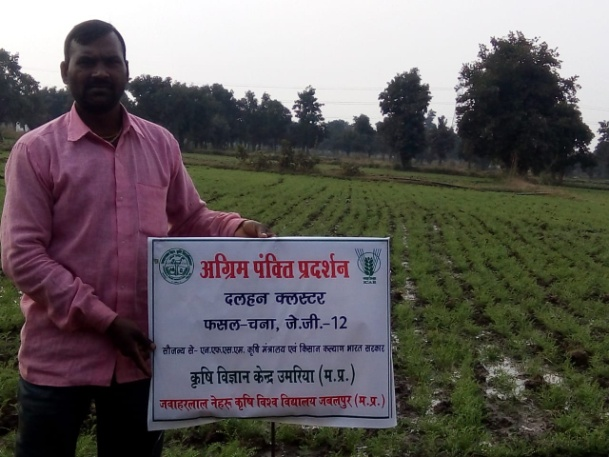 अग्रिम पंक्ति प्रदर्शन
दलहन क्लस्टर
फसल-चना, जे.जी.-12
सौजन्य से- एन.एफ.एस.एम. कृषि मंत्रालय एवं किसान कल्याण भारत सरकार
कृषि विज्ञान केन्द्र उमरिया (म.प्र.)
जवाहरलाल नेहरू कृषि विश्व विद्यालय जबलपुर (म.प्र.)